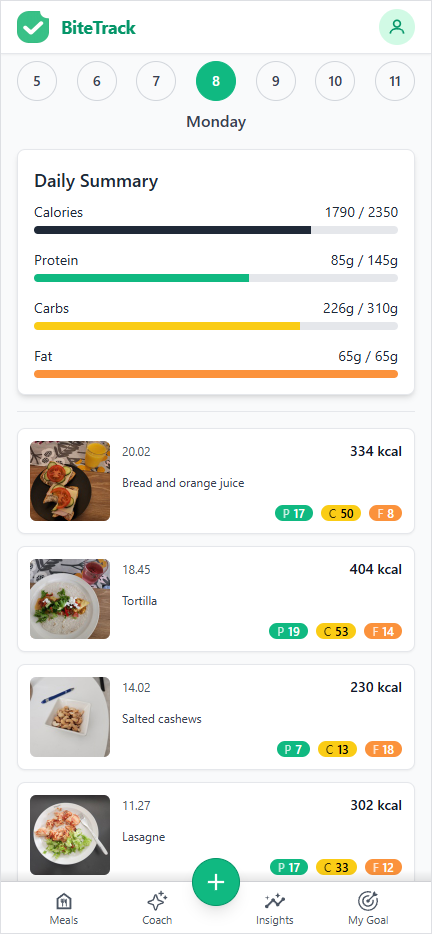 BiteTrack
5 6 7 8 9 10 11
Monday
Daily Summary
Calories 1790 / 2350
Protein 85g / 145g
Carbs 226g / 310g
Fat 65g / 65g
20.02 334 kcal
Bread and orange juice
P 17 C 50 F 8
18.45 404 kcal
Tortilla
P 19 C 53 F 14
14.02 230 kcal
Salted cashews
P 7 C 13 F 18
11.27 302 kcal
Lasagne
P 17 C 33 F 12
Meals Coach Insights My Goal